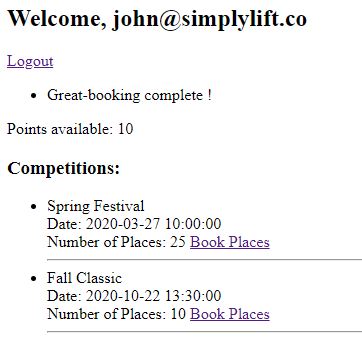 Welcome, john@simplylift.co
Logout
Great-booking complete !
Points available: 10
Competitions:
Spring Festival
Date: 2020-03-27 10:00:00
Number of Places: 25 Book Places
Fall Classic
Date: 2020-10-22 13:30:00
Number of Places: 10 Book Places